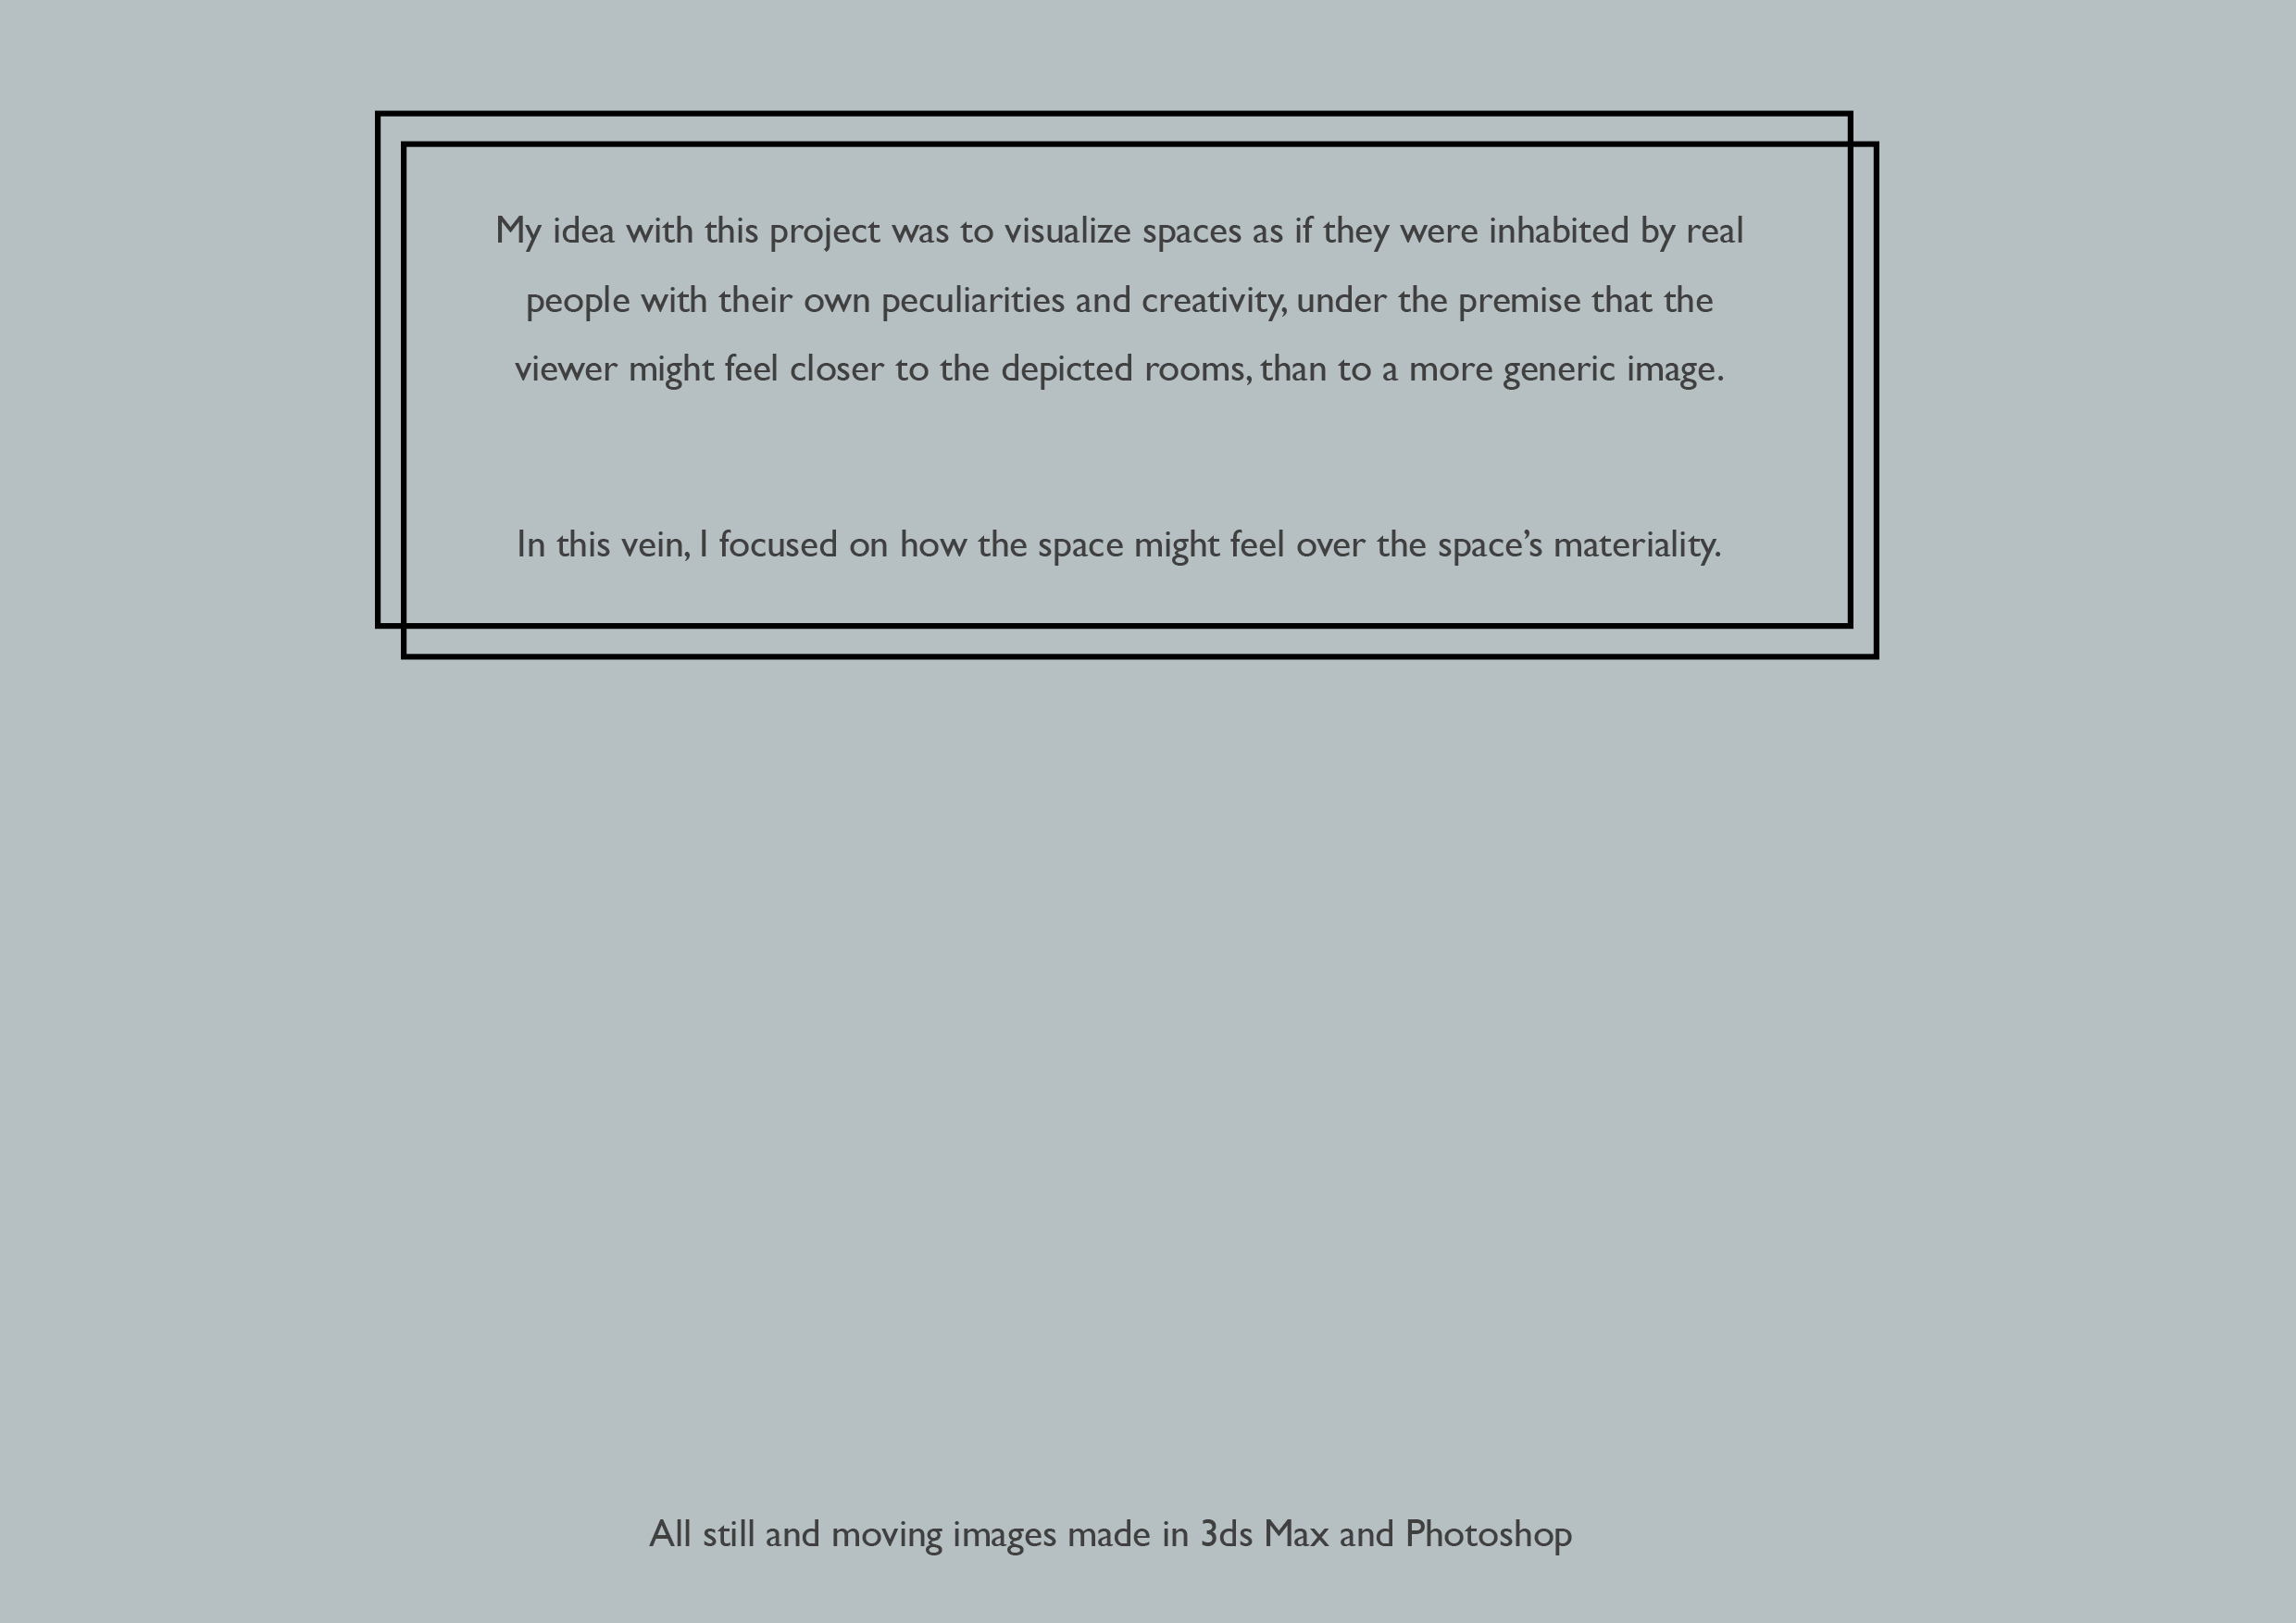 My idea with this project was to visualize spaces as if they were inhabited by real
people with their own peculiarities and creativity, under the premise that the
viewer might feel closer to the depicted rooms, than to a more generic image.
In this vein, I focused on how the space might feel over the space’s materiality.
All still and moving images made in 3ds Max and Photoshop